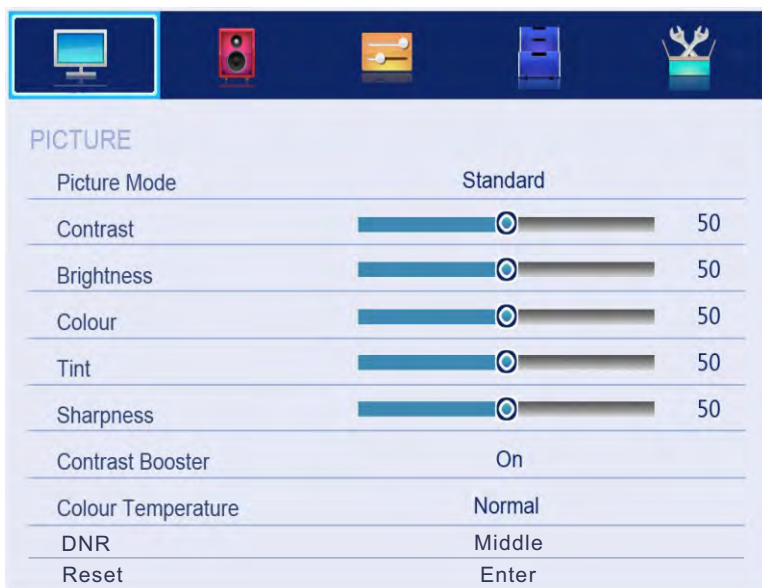 PICTURE
Picture Mode Standard
Contrast 50
Brightness 50
Colour 50
Tint 50
Sharpness 50
Contrast Booster On
Colour Temperature Normal
DNR Middle
Reset Enter